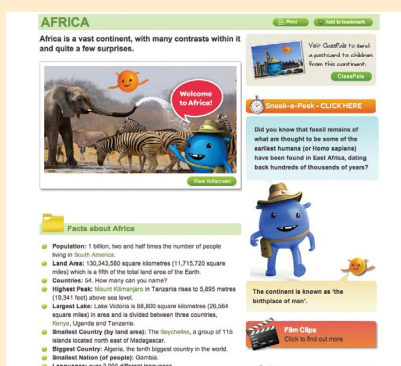 AFRICA
Print
Add to bookmark
Africa is a vast continent, with many contrasts within it
and quite a few surprises.
Welcome
to Africa!
View fullscreen
Visit ClassPals to send
a postcard to children
from this continent.
ClassPals
Sneak-a-Peek - CLICK HERE
Did you know that fossil remains of
what are thought to be some of the
earliest humans (or Homo sapiens)
have been found in East Africa, dating
back hundreds of thousands of years?
The continent is known as 'the
birthplace of man'.
Film Clips
Click to find out more
Facts about Africa
Population: 1 billion, two and half times the number of people
living in South America.
Land Area: 130,343,580 square kilometres (11,715,720 square
miles) which is a fifth of the total land area of the Earth.
Countries: 54. How many can you name?
Highest Peak: Mount Kilimanjaro in Tanzania rises to 5,895 metres
(19,341 feet) above sea level.
Largest Lake: Lake Victoria is 68,800 square kilometres (26,564
square miles) in area and is divided between three countries,
Kenya, Uganda and Tanzania.
Smallest Country (by land area): The Seychelles, a group of 115
islands located north east of Madagascar.
Biggest Country: Algeria, the tenth biggest country in the world.
Smallest Nation (of people): Gambia.